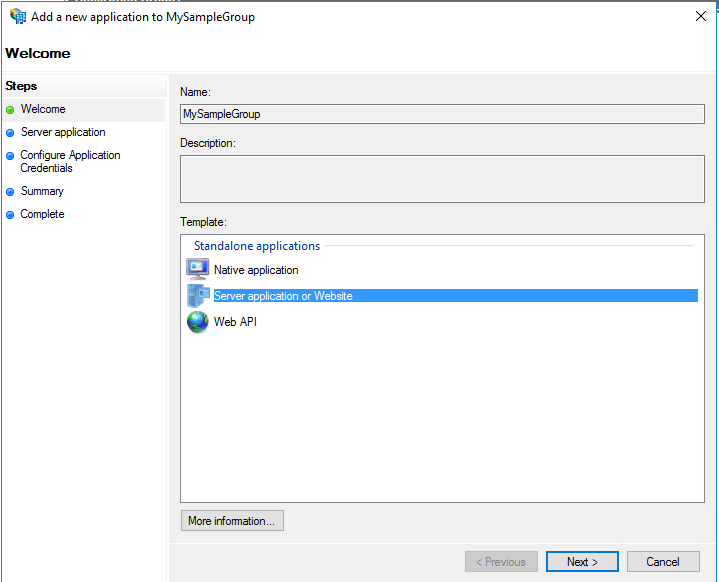 Add a new application to MySampleGroup
Welcome
Steps
Welcome
Server application
Configure Application
Credentials
Summary
Complete
Name:
MySampleGroup
Description:
Template:
Standalone applications
Native application
Server application or Website
Web API
More information...
< Previous
Next >
Cancel